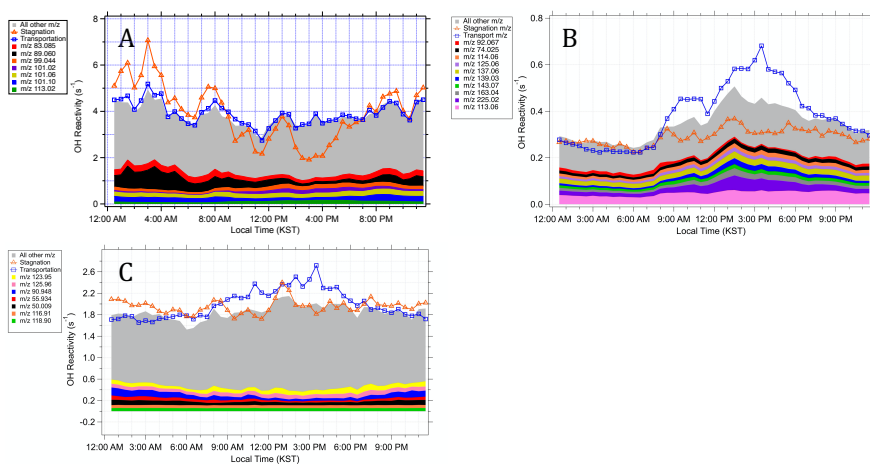 All other m/z
Stagnation
Transportation
m/z 83.085
m/z 89.060
m/z 99.044
m/z 101.02
m/z 101.06
m/z 101.10
m/z 113.02
A
OH Reactivity (s⁻¹)
8
6
4
2
0
12:00 AM 4:00 AM 8:00 AM 12:00 PM 4:00 PM 8:00 PM
Local Time (KST)
All other m/z
Stagnation m/z
Transport m/z
m/z 92.067
m/z 74.025
m/z 114.06
m/z 125.06
m/z 137.06
m/z 139.03
m/z 143.07
m/z 163.04
m/z 225.02
m/z 113.06
B
OH Reactivity (s⁻¹)
0.8
0.6
0.4
0.2
0.0
12:00 AM 3:00 AM 6:00 AM 9:00 AM 12:00 PM 3:00 PM 6:00 PM 9:00 PM
Local Time (KST)
All other m/z
Stagnation
Transportation
m/z 123.95
m/z 125.96
m/z 90.948
m/z 55.934
m/z 50.009
m/z 116.91
m/z 118.90
C
OH Reactivity (s⁻¹)
2.6
2.2
1.8
1.4
1.0
0.6
0.2
-0.2
12:00 AM 3:00 AM 6:00 AM 9:00 AM 12:00 PM 3:00 PM 6:00 PM 9:00 PM
Local Time (KST)